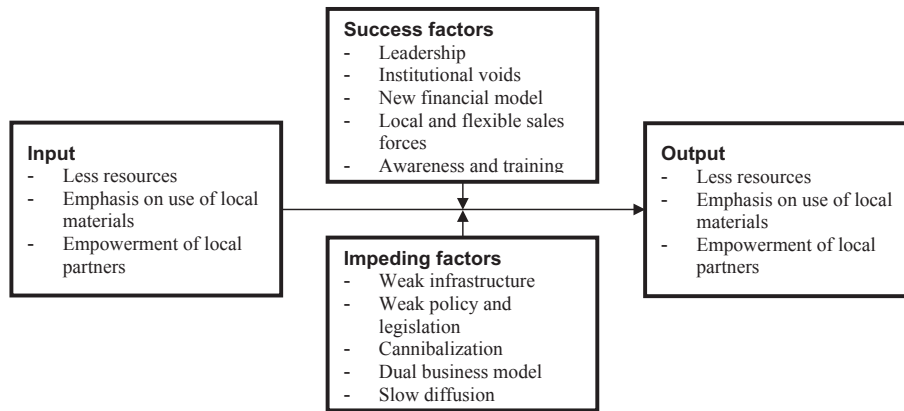 Success factors
- Leadership
- Institutional voids
- New financial model
- Local and flexible sales
forces
- Awareness and training
Input
- Less resources
- Emphasis on use of local
materials
- Empowerment of local
partners
Output
- Less resources
- Emphasis on use of local
materials
- Empowerment of local
partners
Impeding factors
- Weak infrastructure
- Weak policy and
legislation
- Cannibalization
- Dual business model
- Slow diffusion